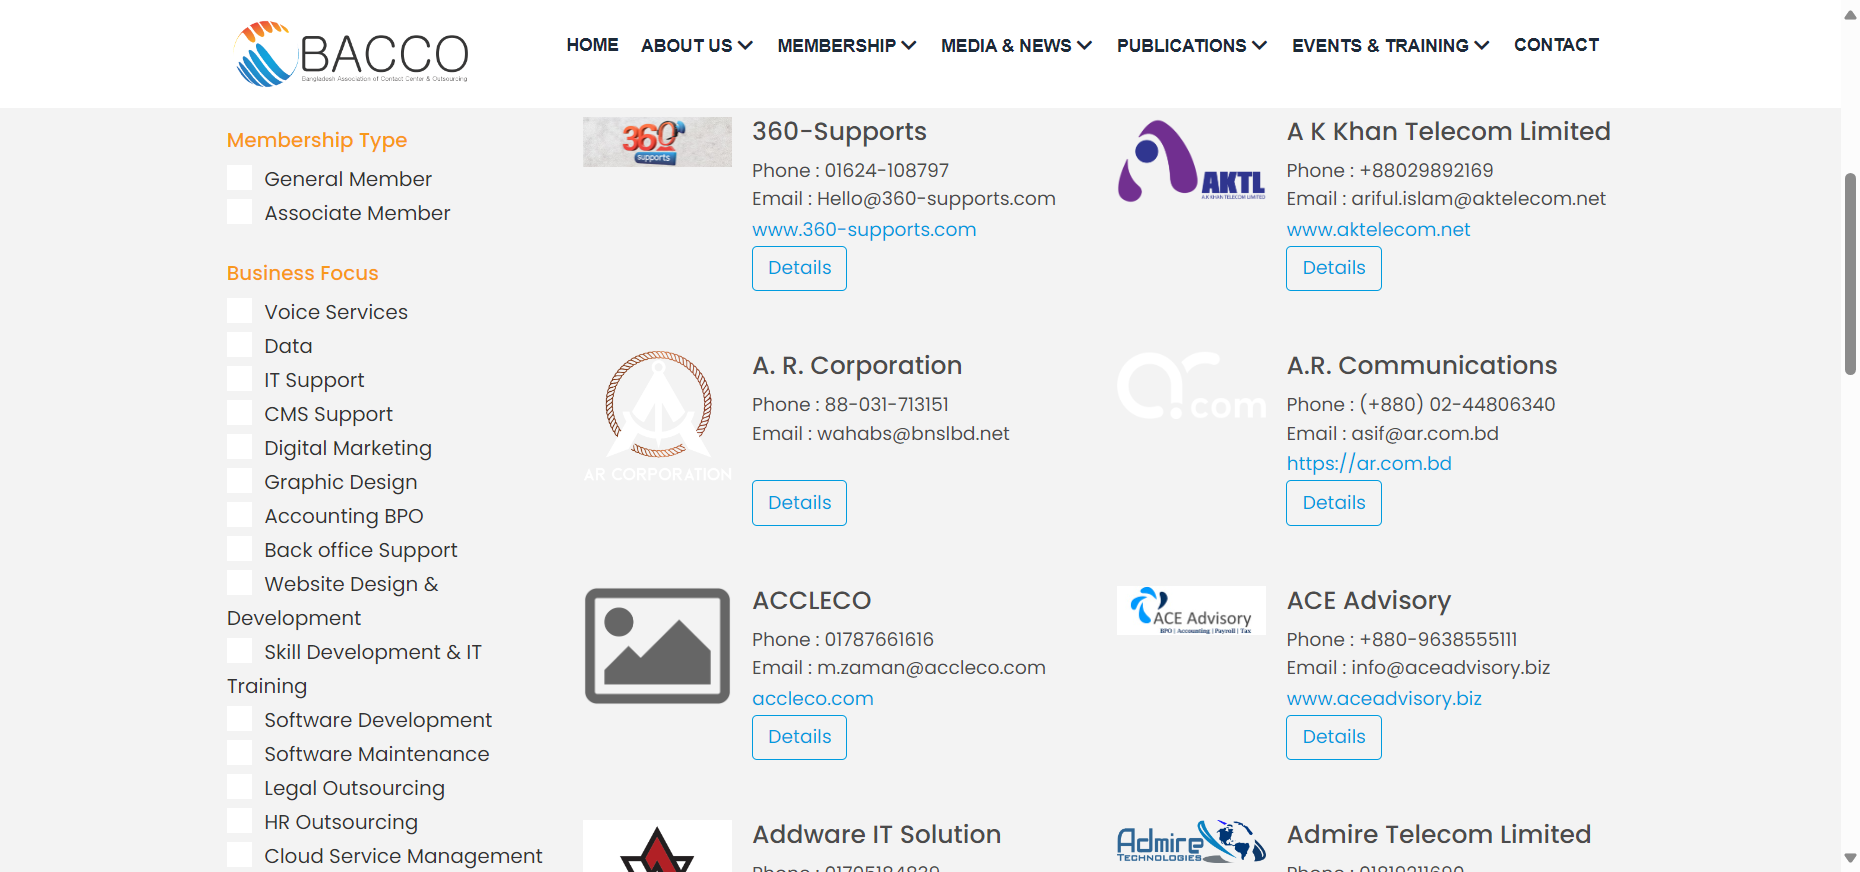 BACCO
Bangladesh Association of Contact Center & Outsourcing
HOME
ABOUT US
MEMBERSHIP
MEDIA & NEWS
PUBLICATIONS
EVENTS & TRAINING
CONTACT
Membership Type
General Member
Associate Member
Business Focus
Voice Services
Data
IT Support
CMS Support
Digital Marketing
Graphic Design
Accounting BPO
Back office Support
Website Design &
Development
Skill Development & IT
Training
Software Development
Software Maintenance
Legal Outsourcing
HR Outsourcing
Cloud Service Management
360
supports
360-Supports
Phone : 01624-108797
Email : Hello@360-supports.com
www.360-supports.com
Details
AKTL
A.K KHAN TELECOM LIMITED
A K Khan Telecom Limited
Phone : +88029892169
Email : ariful.islam@aktelecom.net
www.aktelecom.net
Details
AR CORPORATION
A. R. Corporation
Phone : 88-031-713151
Email : wahabs@bnslbd.net
Details
ar.com
A.R. Communications
Phone : (+880) 02-44806340
Email : asif@ar.com.bd
https://ar.com.bd
Details
ACCLECO
Phone : 01787661616
Email : m.zaman@accleco.com
accleco.com
Details
ACE Advisory
BPO | Accounting | Payroll | Tax
ACE Advisory
Phone : +880-9638555111
Email : info@aceadvisory.biz
www.aceadvisory.biz
Details
Addware IT Solution
Admire
TECHNOLOGIES
Admire Telecom Limited